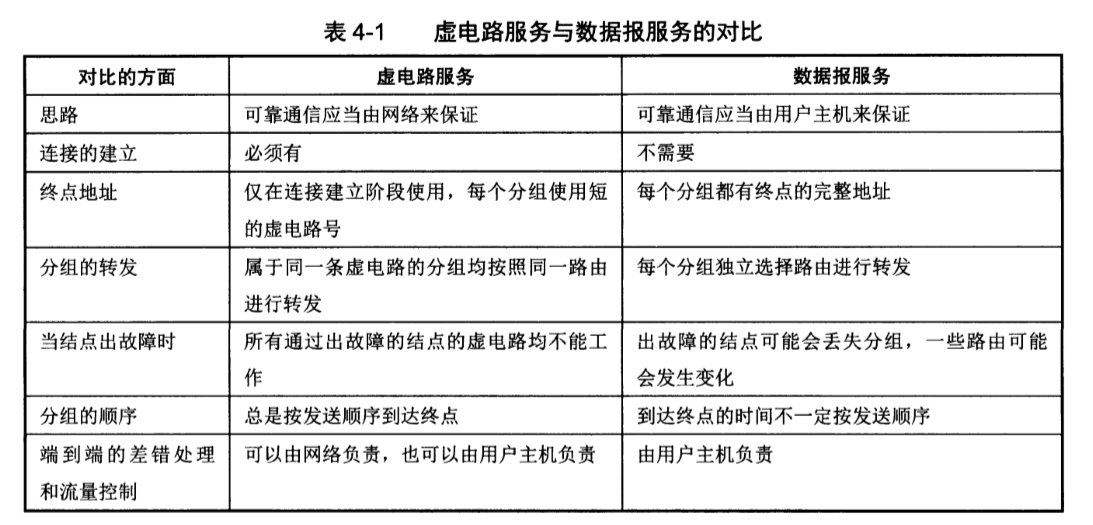 表 4-1 虚电路服务与数据报服务的对比
对比的方面 虚电路服务 数据报服务
思路 可靠通信应当由网络来保证 可靠通信应当由用户主机来保证
连接的建立 必须有 不需要
终点地址 仅在连接建立阶段使用，每个分组使用短 每个分组都有终点的完整地址
的虚电路号
分组的转发 属于同一条虚电路的分组均按照同一路由 每个分组独立选择路由进行转发
进行转发
当结点出故障时 所有通过出故障的结点的虚电路均不能工 出故障的结点可能会丢失分组，一些路由可能
作 会发生变化
分组的顺序 总是按发送顺序到达终点 到达终点的时间不一定按发送顺序
端到端的差错处理 可以由网络负责，也可以由用户主机负责 由用户主机负责
和流量控制